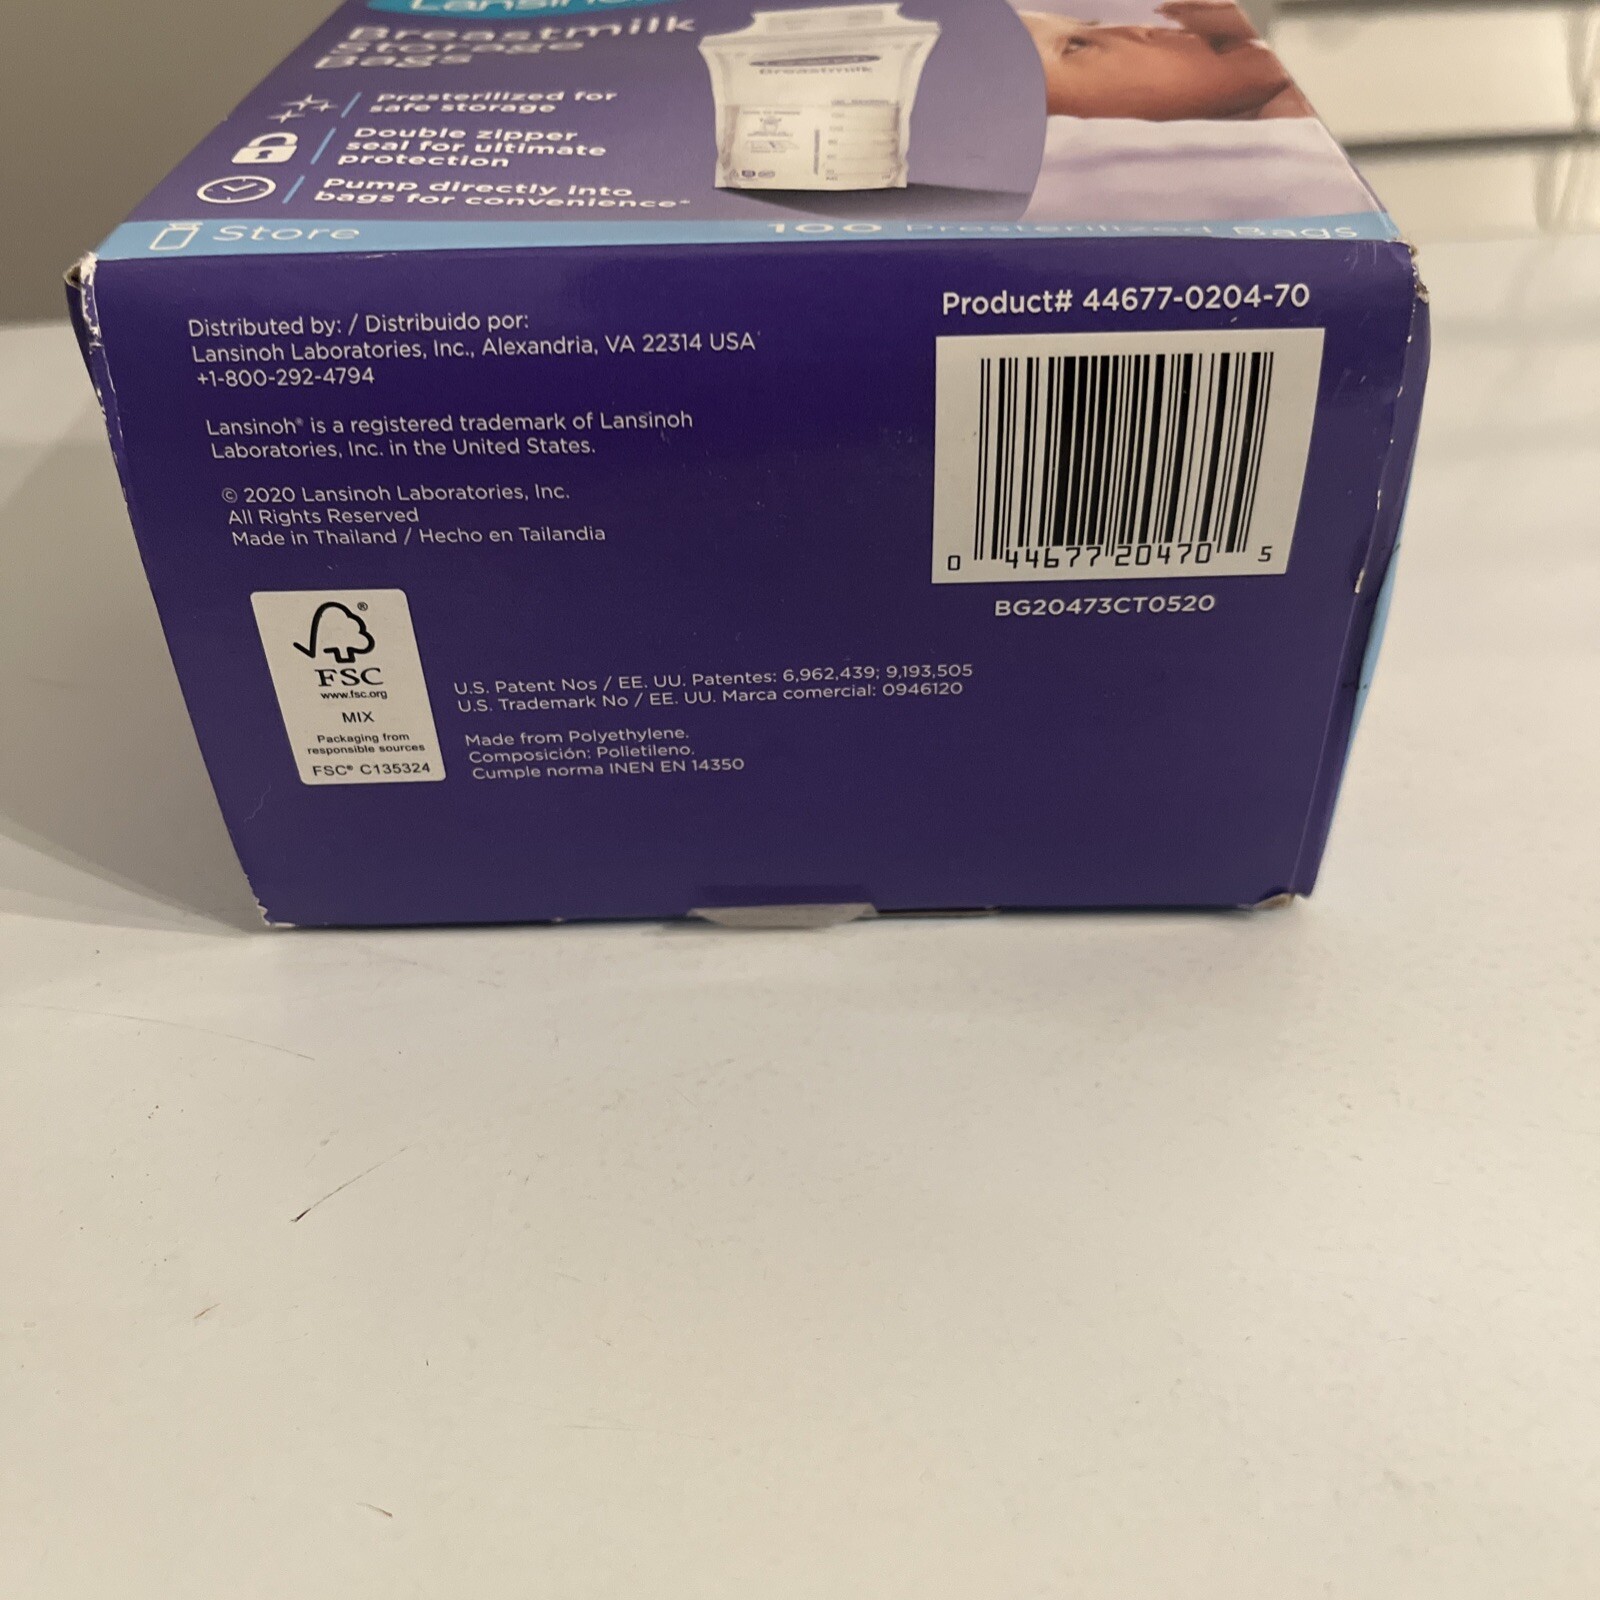 Lansinoh
Breastmilk
Storage
Bags
Presterilized for
safe storage
Double zipper
seal for ultimate
protection
Pump directly into
bags for convenience*
Breastmilk
Store
100 Presterilized Bags
Distributed by: / Distribuido por:
Lansinoh Laboratories, Inc., Alexandria, VA 22314 USA
+1-800-292-4794
Lansinoh® is a registered trademark of Lansinoh
Laboratories, Inc. in the United States.
© 2020 Lansinoh Laboratories, Inc.
All Rights Reserved
Made in Thailand / Hecho en Tailandia
Product# 44677-0204-70
0 44677 20470 5
BG20473CT0520
FSC
www.fsc.org
MIX
Packaging from
responsible sources
FSC® C135324
U.S. Patent Nos / EE. UU. Patentes: 6,962,439; 9,193,505
U.S. Trademark No / EE. UU. Marca comercial: 0946120
Made from Polyethylene.
Composición: Polietileno.
Cumple norma INEN EN 14350